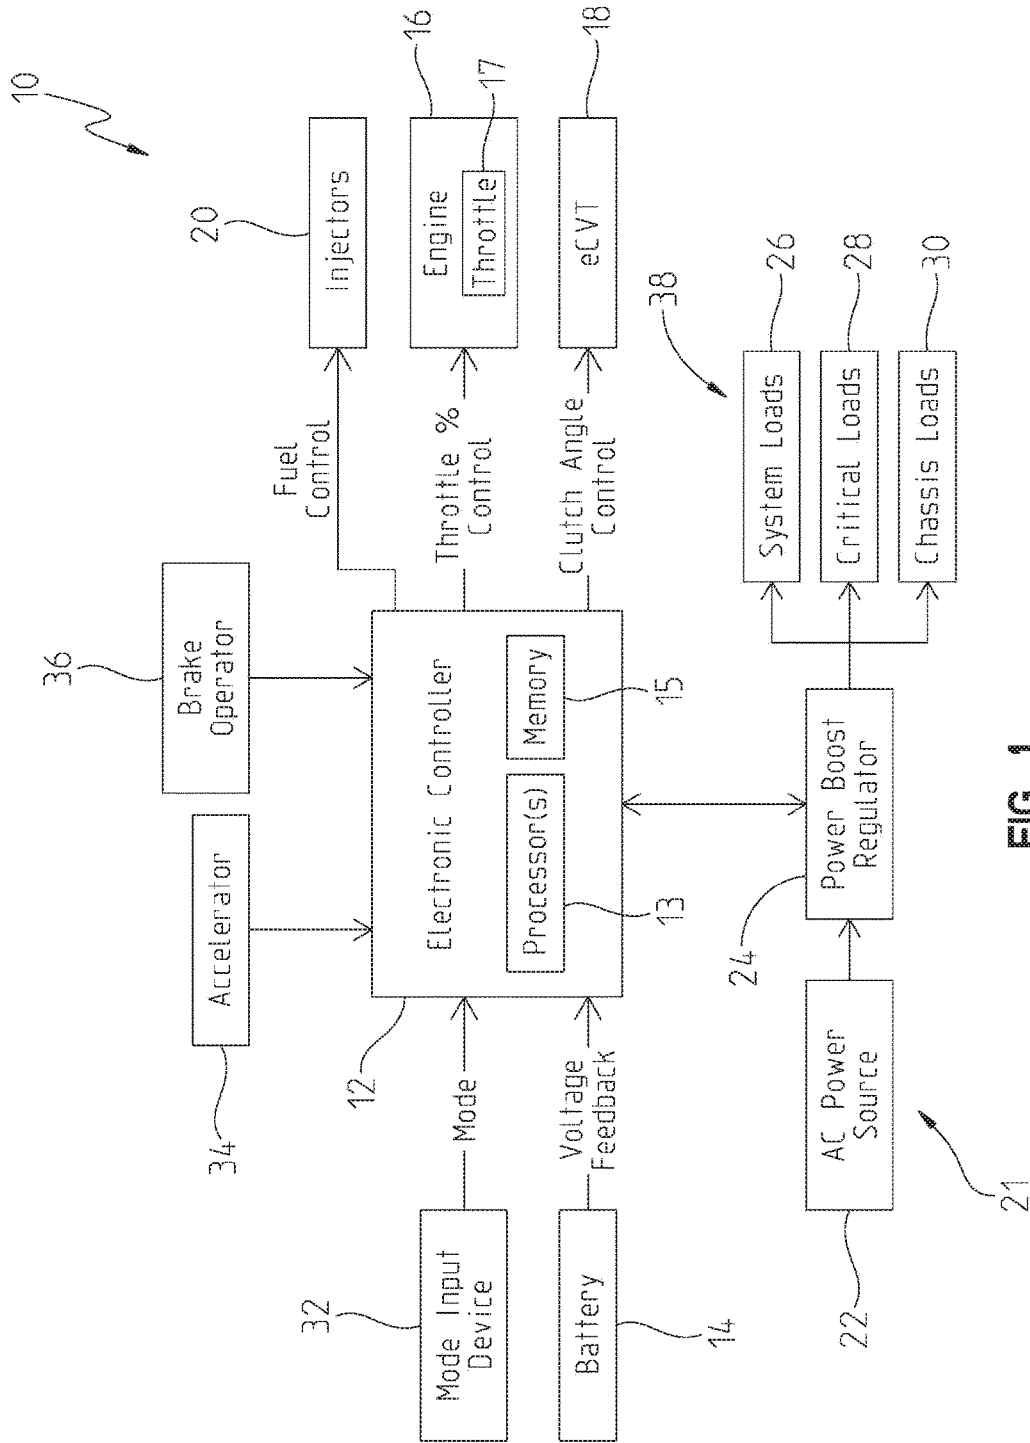 10
36
34
20
Brake
Operator
Accelerator
Fuel
Control
Injectors
16
Engine
Throttle
17
32
Mode Input
Device
Mode
12
Electronic Controller
Processor(s)
13
Memory
15
Throttle %
Control
Clutch Angle
Control
eCVT
18
Battery
14
Voltage
Feedback
38
22
AC Power
Source
21
24
Power Boost
Regulator
System Loads
26
Critical Loads
28
Chassis Loads
30
FIG. 1